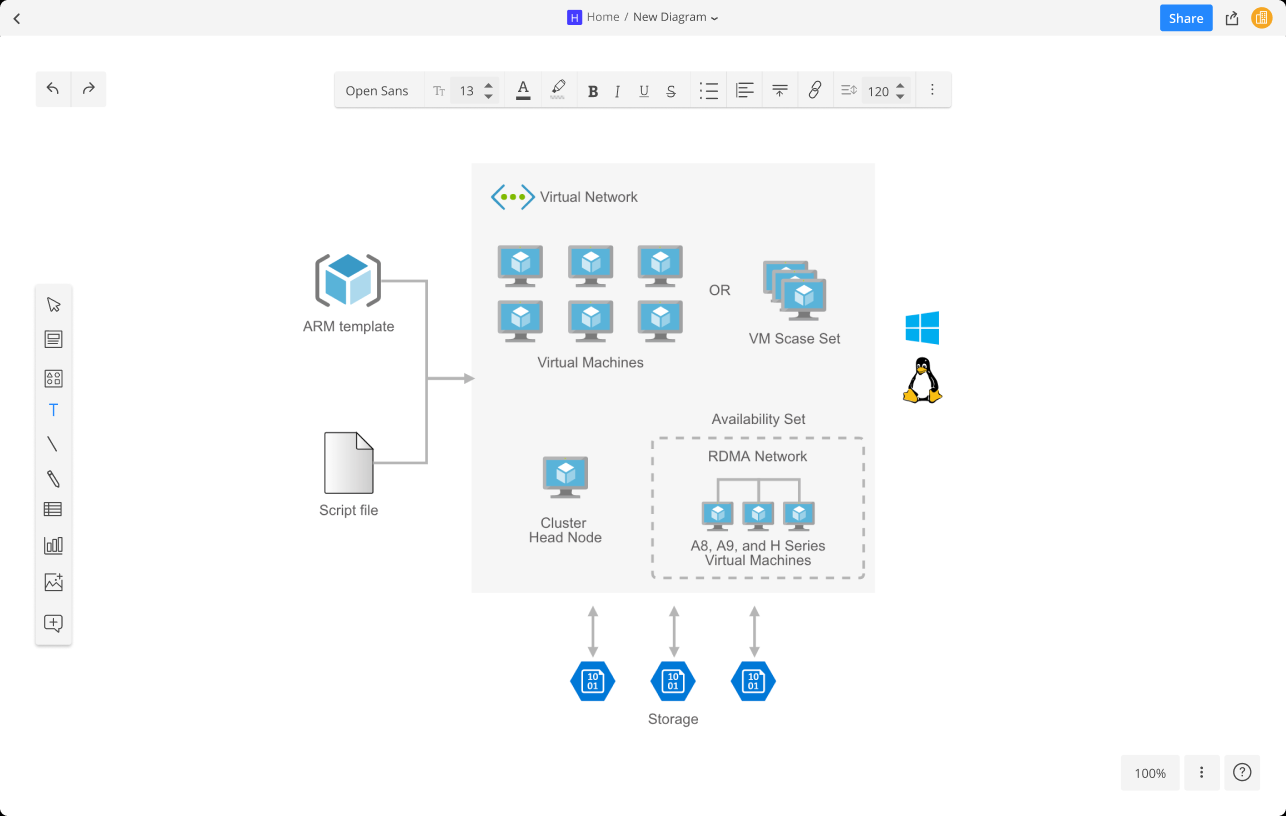 H Home / New Diagram
Share
Open Sans
Tт 13
A
B I U S
120
T
Virtual Network
ARM template
OR
VM Scase Set
Virtual Machines
Availability Set
RDMA Network
Script file
Cluster
Head Node
A8, A9, and H Series
Virtual Machines
10
01
10
01
10
01
Storage
100%
?